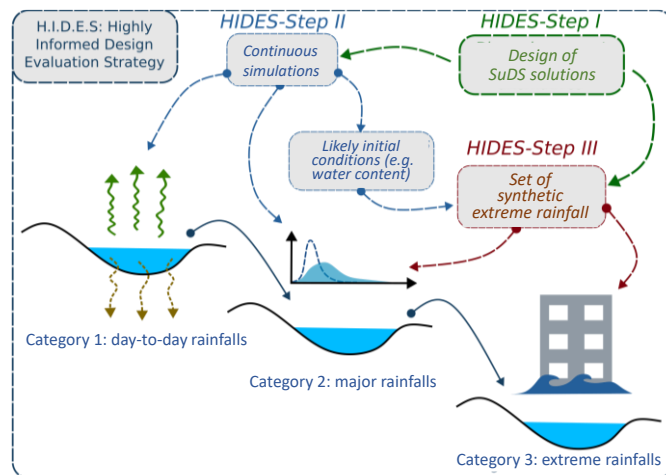 H.I.D.E.S: Highly
Informed Design
Evaluation Strategy
HIDES-Step II
HIDES-Step I
Continuous
simulations
Design of
SuDS solutions
Likely initial
conditions (e.g.
water content)
HIDES-Step III
Set of
synthetic
extreme rainfall
Category 1: day-to-day rainfalls
Category 2: major rainfalls
Category 3: extreme rainfalls